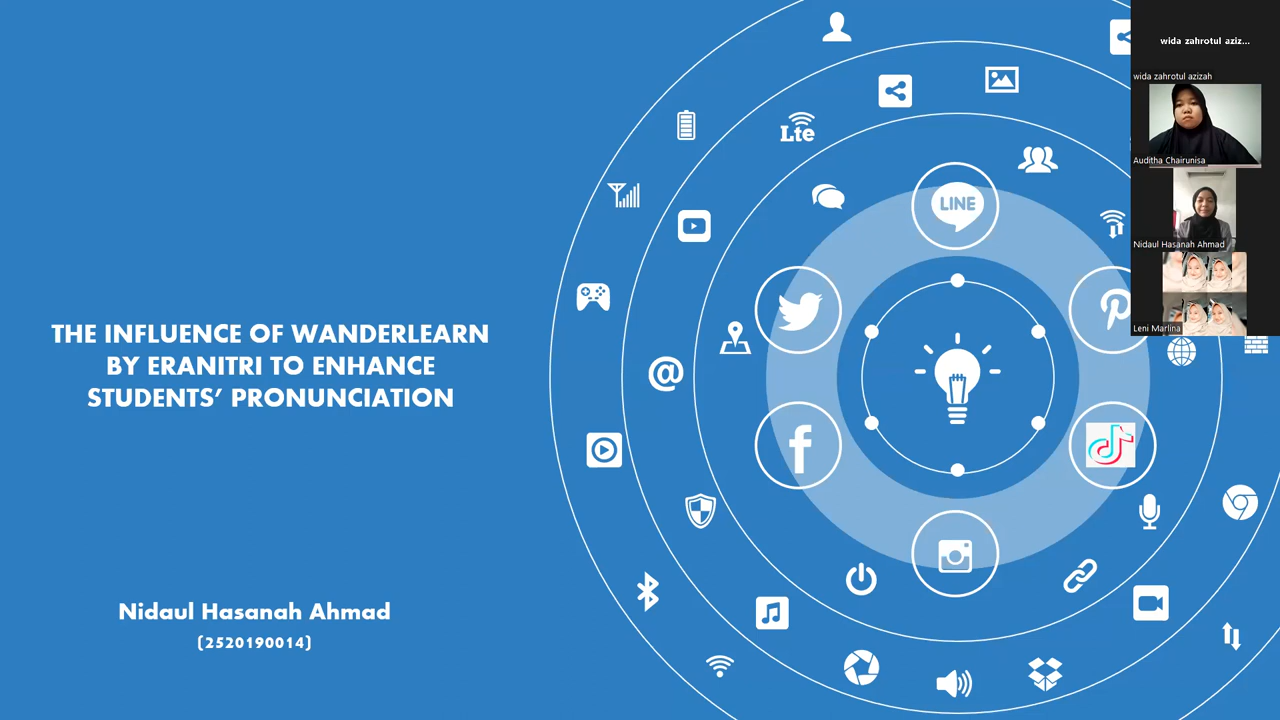 THE INFLUENCE OF WANDERLEARN
BY ERANITRI TO ENHANCE
STUDENTS’ PRONUNCIATION
Nidaul Hasanah Ahmad
(2520190014)
Lte
LINE
@
wida zahrotul aziz...
wida zahrotul azizah
Auditha Chairunisa
Nidaul Hasanah Ahmad
Leni Marlina